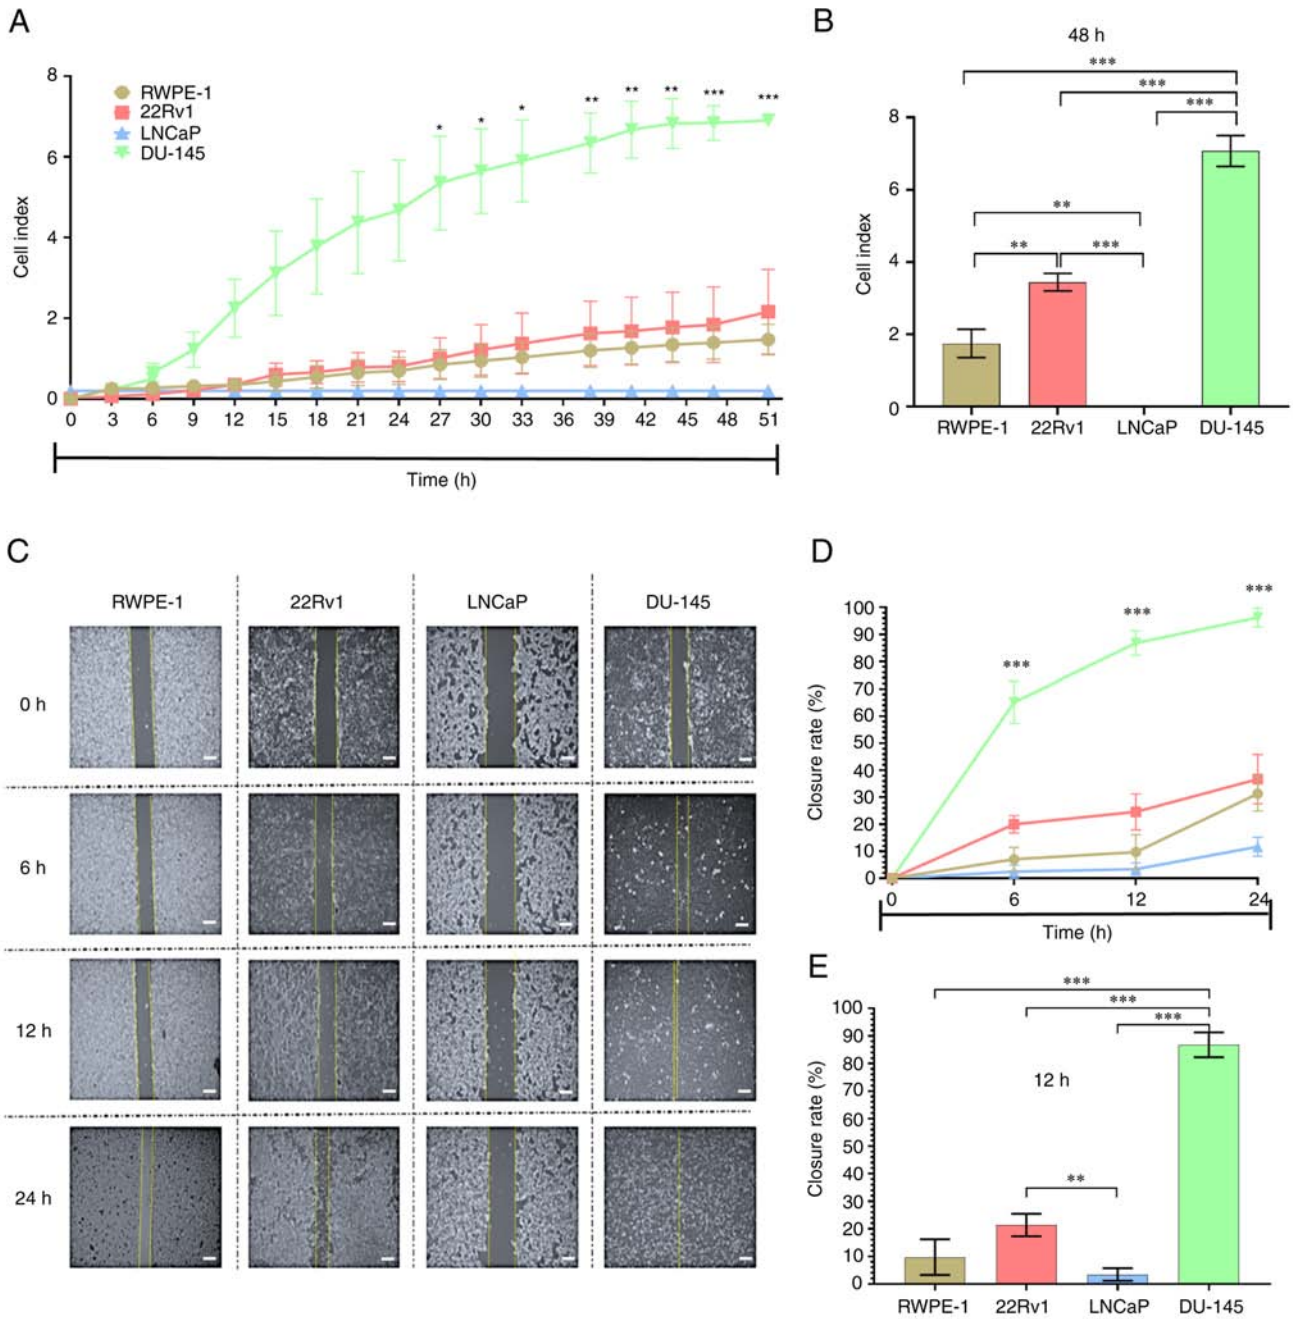 A
8
6
4
2
0
Cell index
RWPE-1
22Rv1
LNCaP
DU-145
* * * ** ** ** *** ***
0 3 6 9 12 15 18 21 24 27 30 33 36 39 42 45 48 51
Time (h)
B
48 h
***
***
***
**
** ***
8
6
4
2
0
Cell index
RWPE-1 22Rv1 LNCaP DU-145
C
RWPE-1 22Rv1 LNCaP DU-145
0 h
6 h
12 h
24 h
D
100
90
80
70
60
50
40
30
20
10
0
Closure rate (%)
*** *** ***
0 6 12 24
Time (h)
E
***
***
***
12 h
**
100
90
80
70
60
50
40
30
20
10
0
Closure rate (%)
RWPE-1 22Rv1 LNCaP DU-145